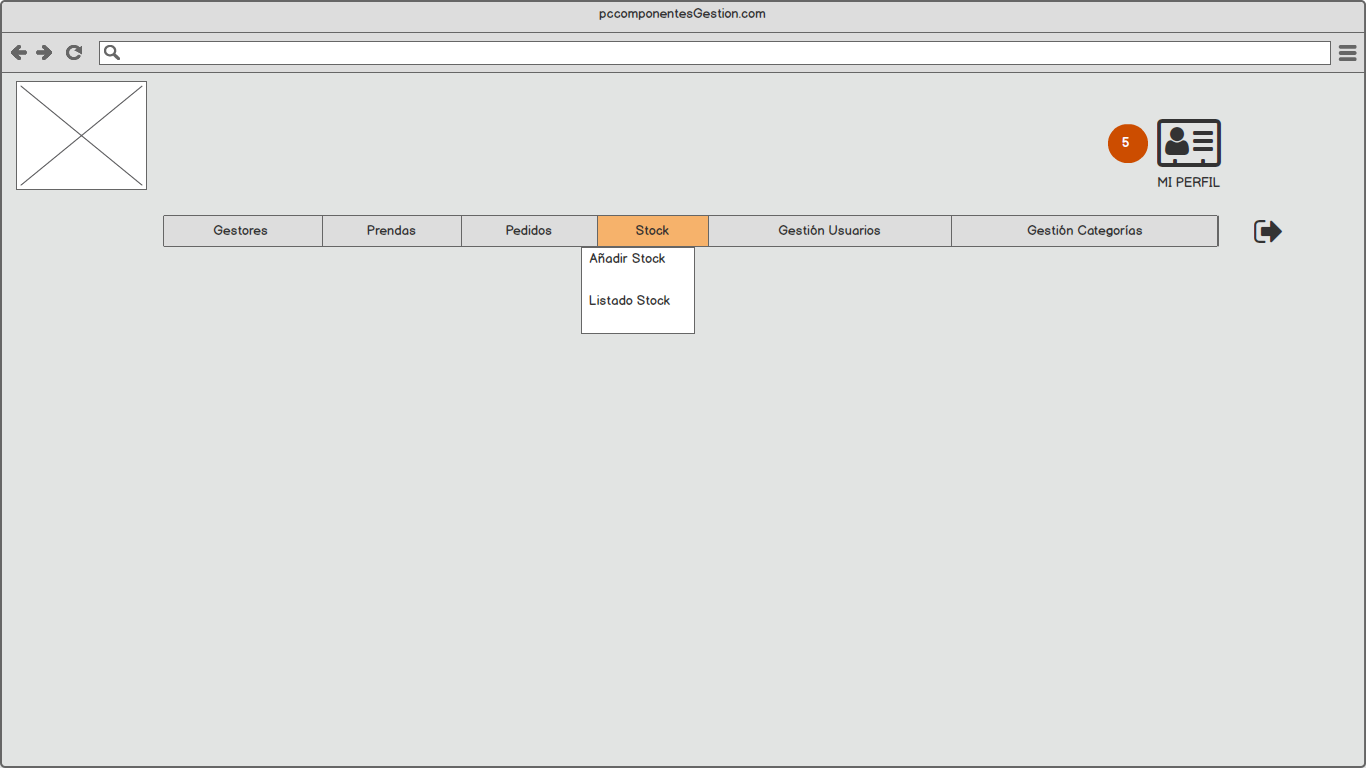 pccomponentesGestion.com
5
MI PERFIL
Gestores Prendas Pedidos Stock Gestión Usuarios Gestión Categorías
Añadir Stock
Listado Stock